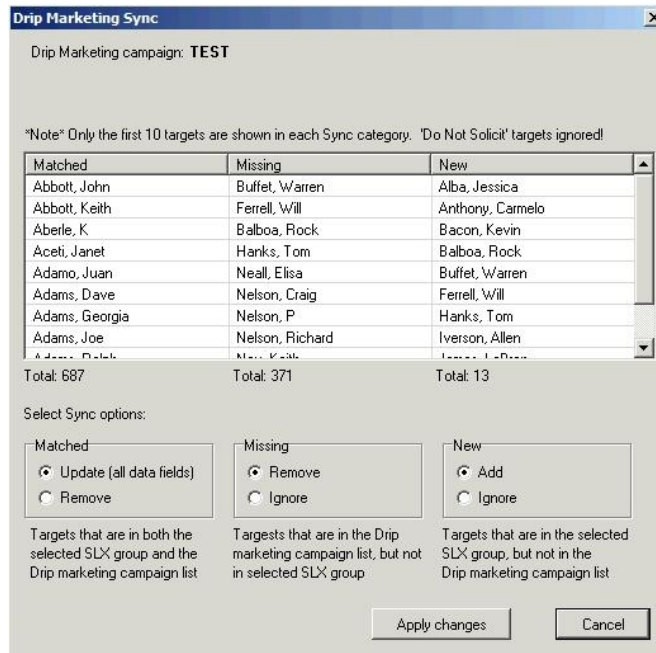 Drip Marketing Sync
Drip Marketing campaign: TEST
*Note* Only the first 10 targets are shown in each Sync category. 'Do Not Solicit' targets ignored!
Matched Missing New
Abbott, John Buffet, Warren Alba, Jessica
Abbott, Keith Ferrell, Will Anthony, Carmelo
Aberle, K Balboa, Rock Bacon, Kevin
Aceti, Janet Hanks, Tom Balboa, Rock
Adamo, Juan Neall, Elisa Buffet, Warren
Adams, Dave Nelson, Craig Ferrell, Will
Adams, Georgia Nelson, P Hanks, Tom
Adams, Joe Nelson, Richard Iverson, Allen
Total: 687 Total: 371 Total: 13
Select Sync options:
Matched Missing New
Update (all data fields) Remove Add
Remove Ignore Ignore
Targets that are in both the Targests that are in the Drip Targets that are in the selected
selected SLX group and the marketing campaign list, but not SLX group, but not in the
Drip marketing campaign list in selected SLX group Drip marketing campaign list
Apply changes Cancel